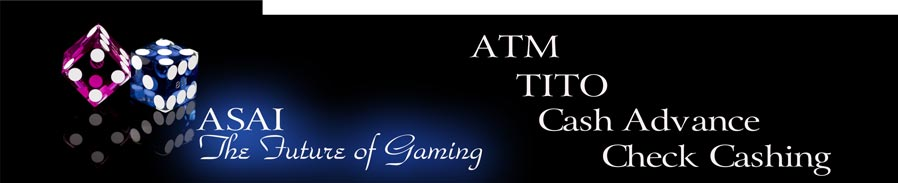 ATM
TITO
ASAI
Cash Advance
The Future of Gaming
Check Cashing